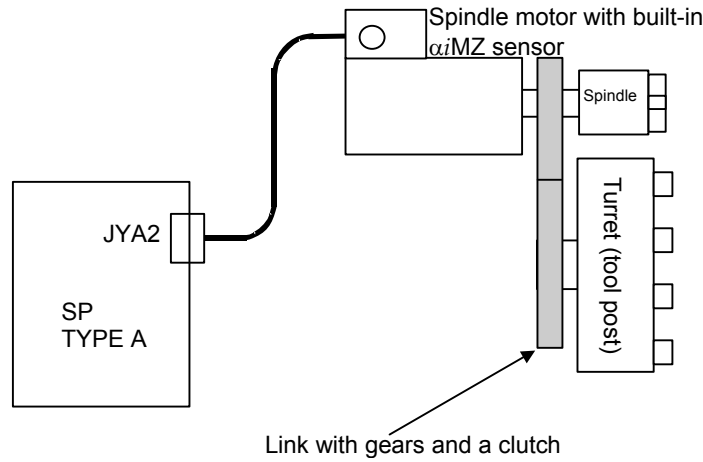 Spindle motor with built-in
αiMZ sensor
Spindle
JYA2
Turret (tool post)
SP
TYPE A
Link with gears and a clutch